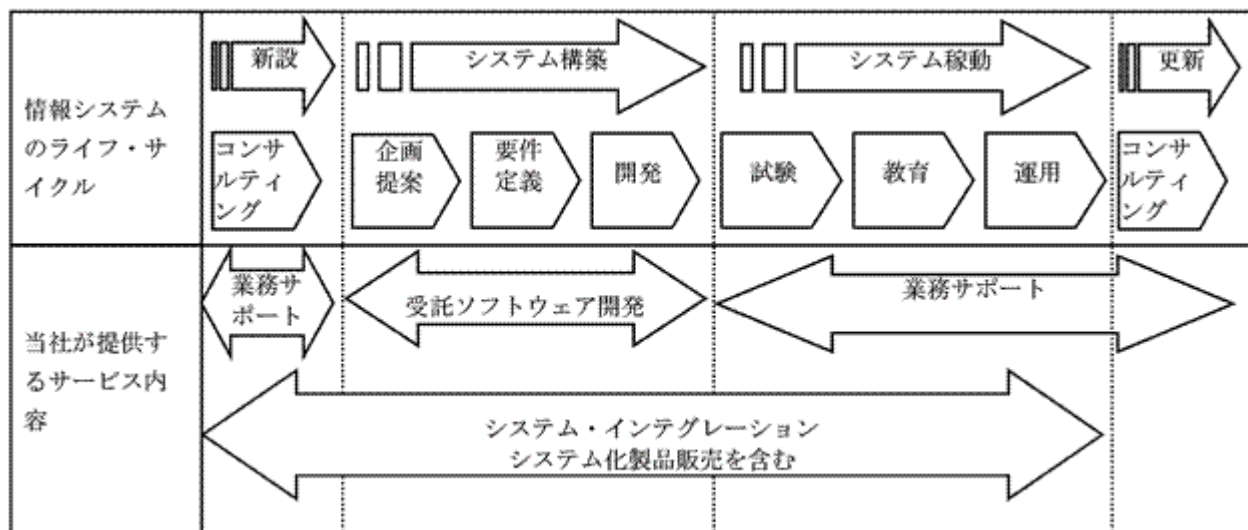 情報システム
のライフ・サ
イクル
新設
システム構築
システム稼動
更新
コンサ
ルティ
ング
企画
提案
要件
定義
開発
試験
教育
運用
コンサ
ルティ
ング
当社が提供す
るサービス内
容
業務サ
ポート
受託ソフトウェア開発
業務サポート
システム・インテグレーション
システム化製品販売を含む